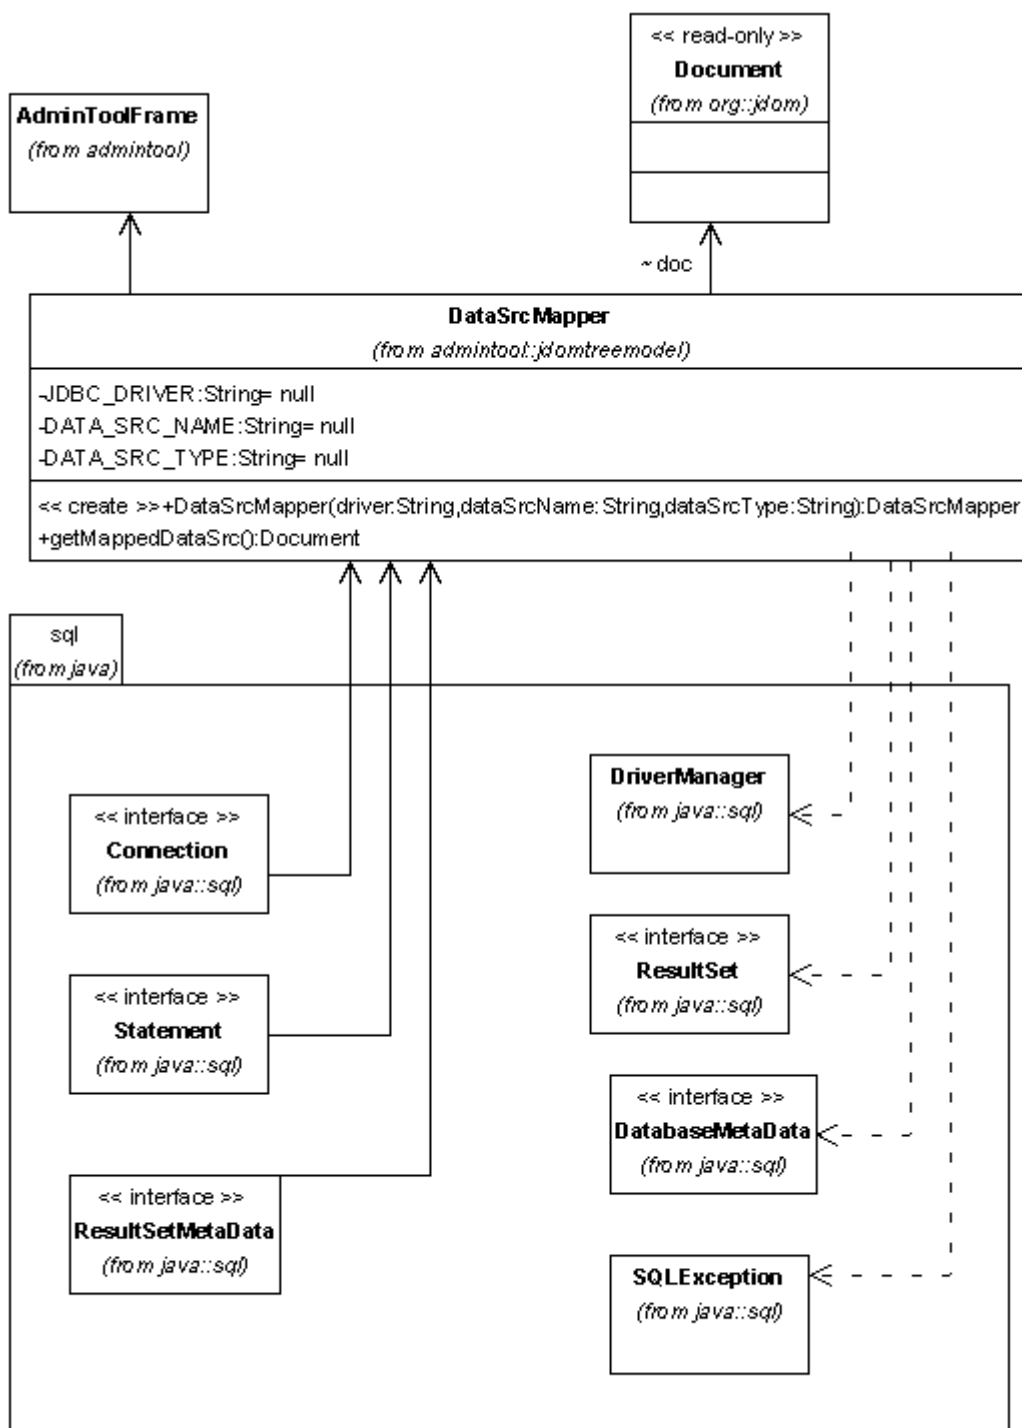 << read-only >>
Document
(from org::jdom)
AdminToolFrame
(from admintool)
~doc
DataSrcMapper
(from admintool::jdomtreemodel)
-JDBC_DRIVER:String= null
-DATA_SRC_NAME:String= null
-DATA_SRC_TYPE:String= null
<< create >>+DataSrcMapper(driver:String,dataSrcName:String,dataSrcType:String):DataSrcMapper
+getMappedDataSrc():Document
sql
(from java)
DriverManager
(from java::sql)
<< interface >>
Connection
(from java::sql)
<< interface >>
ResultSet
(from java::sql)
<< interface >>
Statement
(from java::sql)
<< interface >>
DatabaseMetaData
(from java::sql)
<< interface >>
ResultSetMetaData
(from java::sql)
SQLException
(from java::sql)